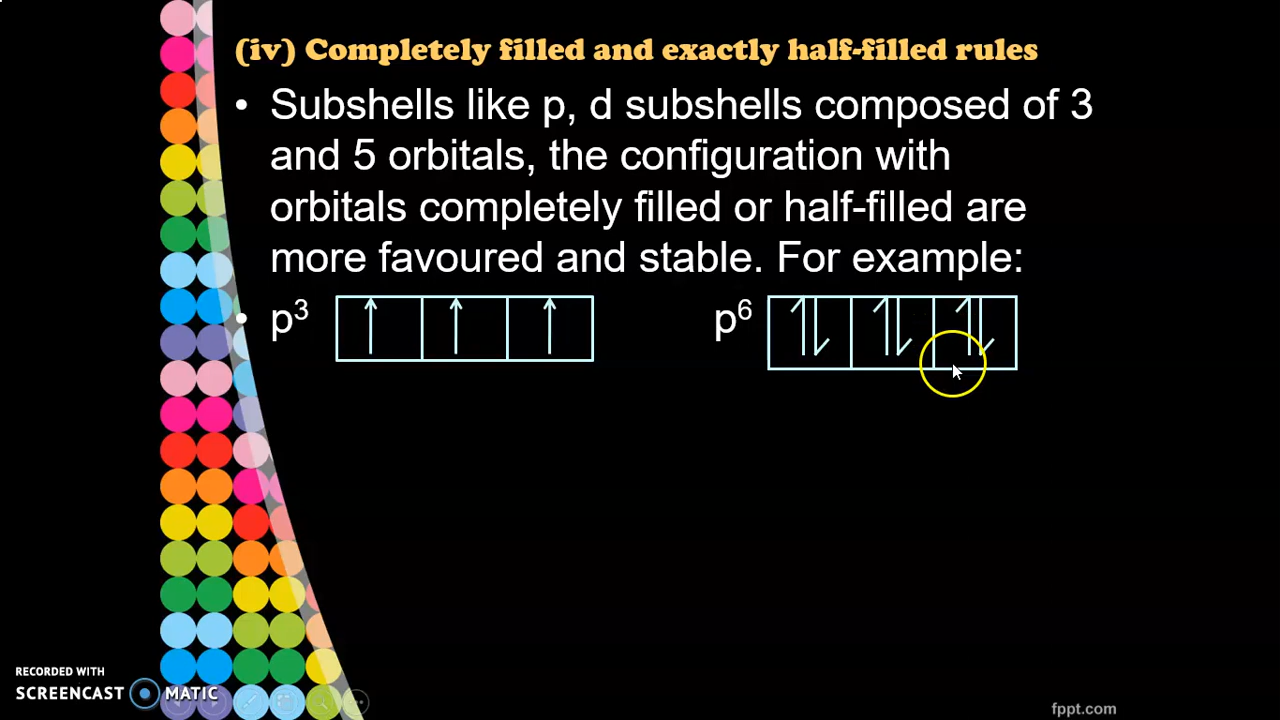 (iv) Completely filled and exactly half-filled rules
• Subshells like p, d subshells composed of 3
and 5 orbitals, the configuration with
orbitals completely filled or half-filled are
more favoured and stable. For example:
• p³ p⁶
RECORDED WITH
SCREENCAST MATIC
fppt.com